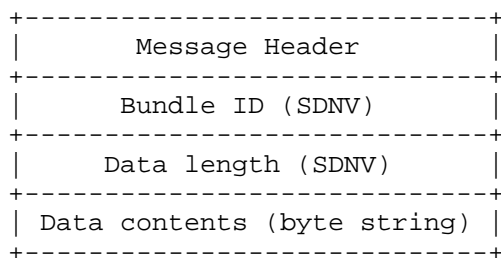 +------------------------------+
|        Message Header        |
+------------------------------+
|       Bundle ID (SDNV)       |
+------------------------------+
|      Data length (SDNV)      |
+------------------------------+
| Data contents (byte string)  |
+------------------------------+